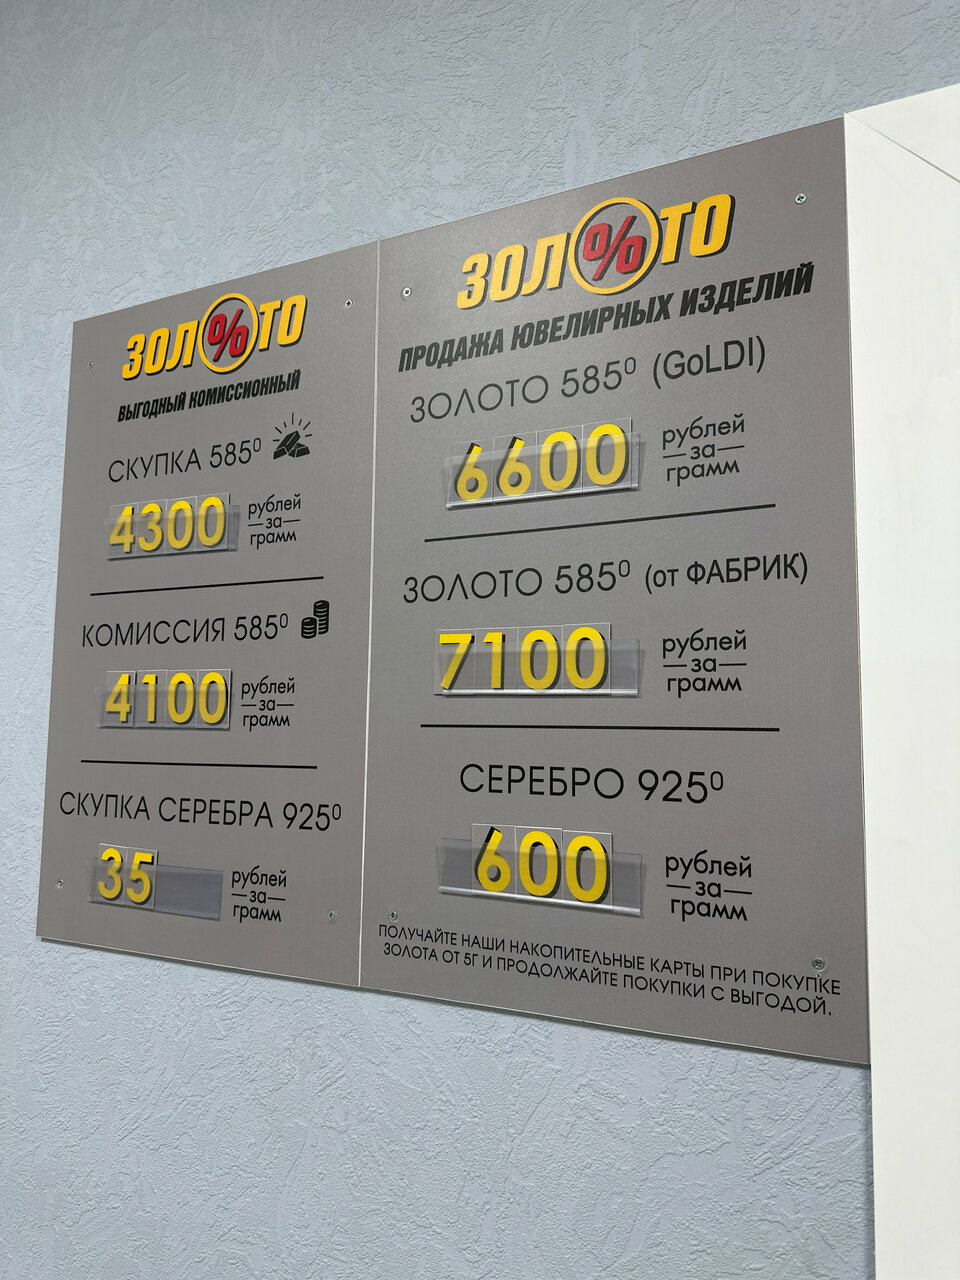 ЗОЛ%ТО
ВЫГОДНЫЙ КОМИССИОННЫЙ
СКУПКА 585⁰
4300 рублей
за
грамм
КОМИССИЯ 585⁰
4100 рублей
за
грамм
СКУПКА СЕРЕБРА 925⁰
35 рублей
за
грамм
ЗОЛ%ТО
ПРОДАЖА ЮВЕЛИРНЫХ ИЗДЕЛИЙ
ЗОЛОТО 585⁰ (GoLDI)
6600 рублей
за
грамм
ЗОЛОТО 585⁰ (от ФАБРИК)
7100 рублей
за
грамм
СЕРЕБРО 925⁰
600 рублей
за
грамм
ПОЛУЧАЙТЕ НАШИ НАКОПИТЕЛЬНЫЕ КАРТЫ ПРИ ПОКУПКЕ
ЗОЛОТА ОТ 5Г И ПРОДОЛЖАЙТЕ ПОКУПКИ С ВЫГОДОЙ.